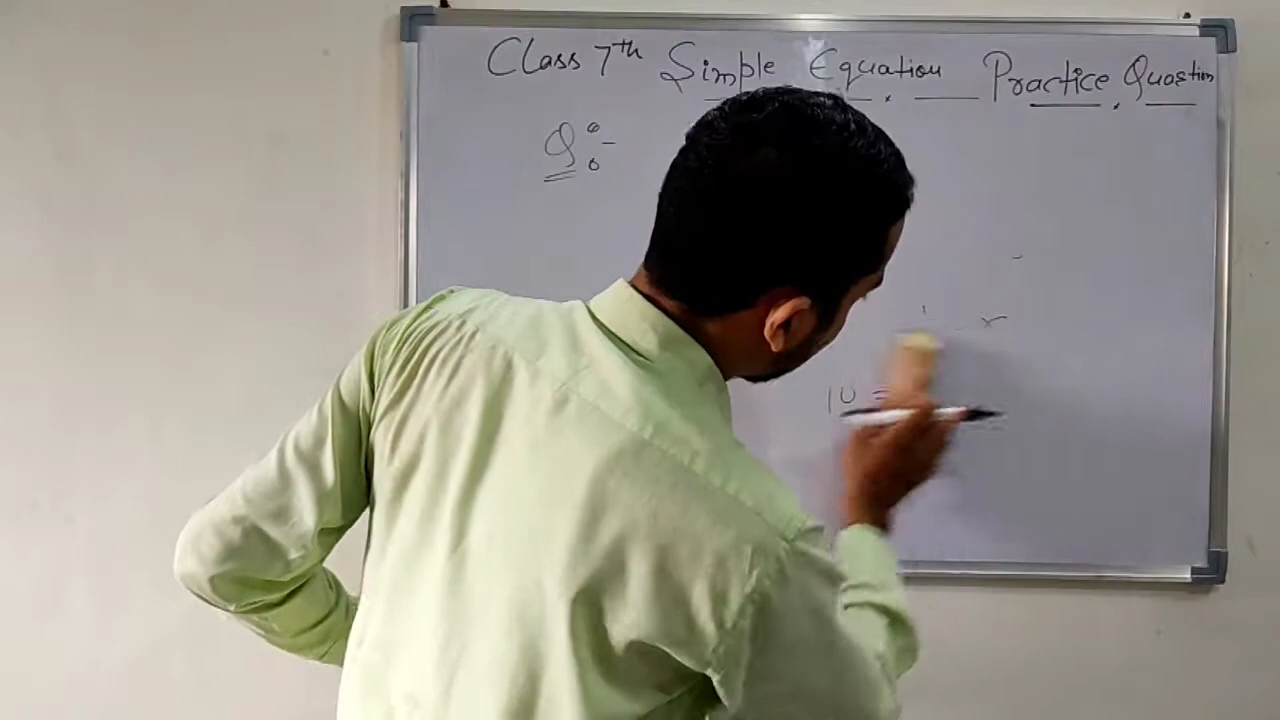 Class 7th Simple Equation Practice Question
Q:-
10 =